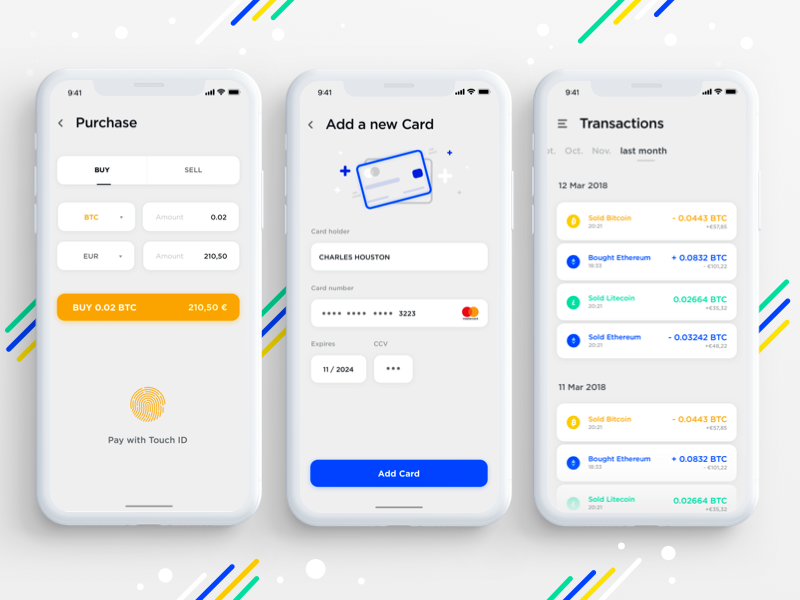 9:41
Purchase
BUY
SELL
BTC
Amount
0.02
EUR
Amount
210,50
BUY 0.02 BTC
210,50 €
Pay with Touch ID
9:41
Add a new Card
Card holder
CHARLES HOUSTON
Card number
•••• •••• •••• 3223
Expires
CCV
11 / 2024
•••
Add Card
9:41
Transactions
Oct. Nov. last month
12 Mar 2018
Sold Bitcoin
- 0.0443 BTC
20:21
+€57,85
Bought Ethereum
+ 0.0832 BTC
16:33
- €101,22
Sold Litecoin
0.02664 BTC
20:21
+€35,32
Sold Ethereum
- 0.03242 BTC
20:21
+€48,22
11 Mar 2018
Sold Bitcoin
- 0.0443 BTC
20:21
+€57,85
Bought Ethereum
+ 0.0832 BTC
16:33
- €101,22
Sold Litecoin
0.02664 BTC
20:21
+€35,32